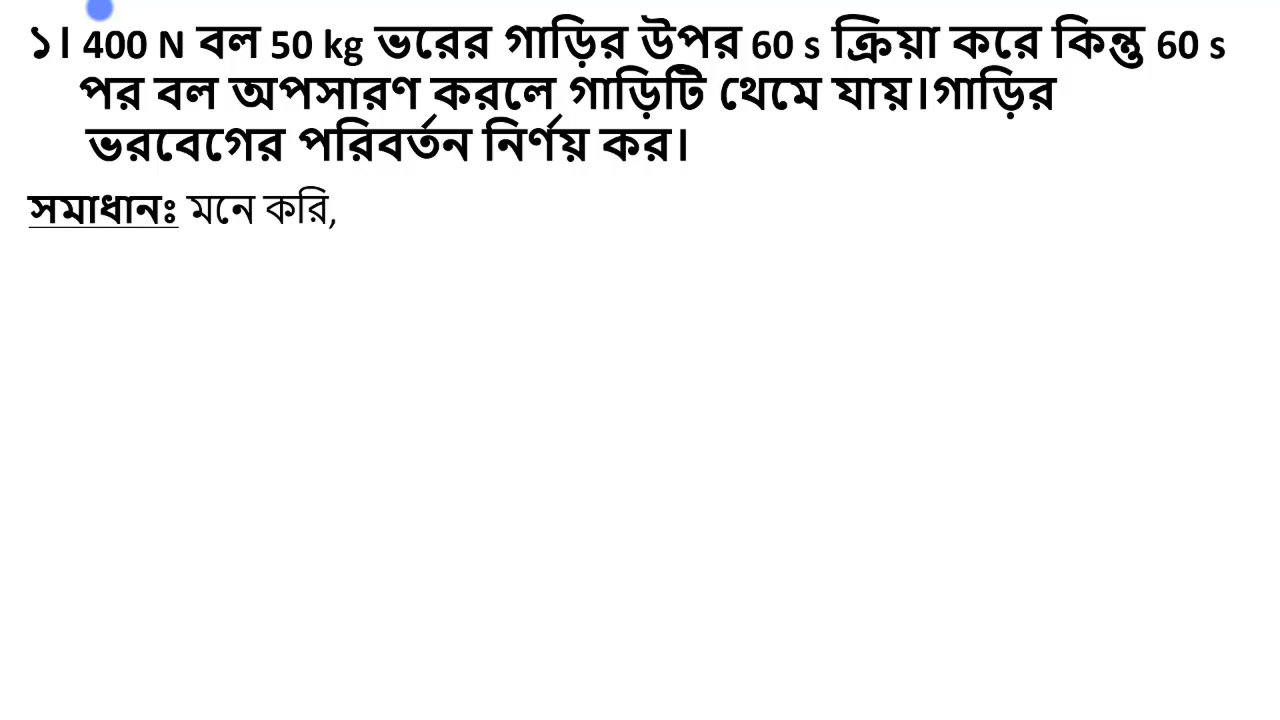 ১। 400 N বল 50 kg ভরের গাড়ির উপর 60 s ক্রিয়া করে কিন্তু 60 s
পর বল অপসারণ করলে গাড়িটি থেমে যায়।গাড়ির
ভরবেগের পরিবর্তন নির্ণয় কর।
সমাধানঃ মনে করি,